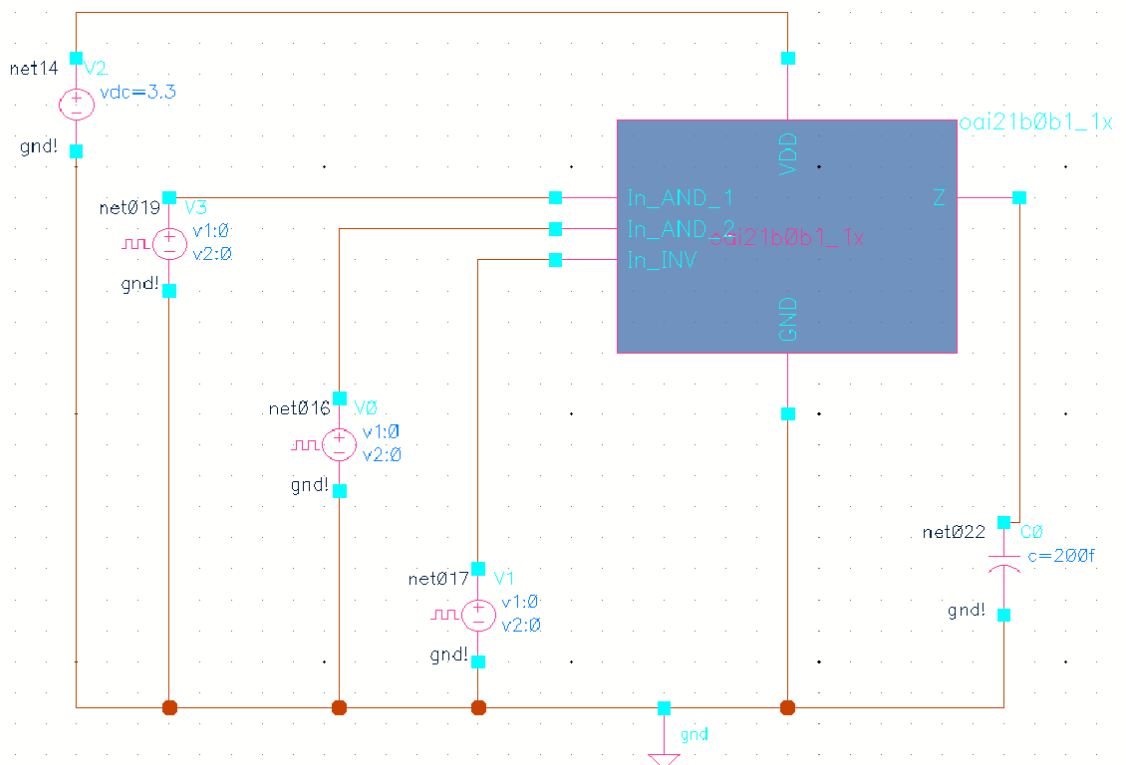 net14
V2
vdc=3.3
gnd!
oai21b0b1_1x
VDD
net019
V3
v1:0
v2:0
gnd!
In_AND_1
In_AND_2
In_INV
oai21b0b1_1x
Z
GND
net016
V0
v1:0
v2:0
gnd!
net017
V1
v1:0
v2:0
gnd!
net022
C0
c=200f
gnd!
gnd